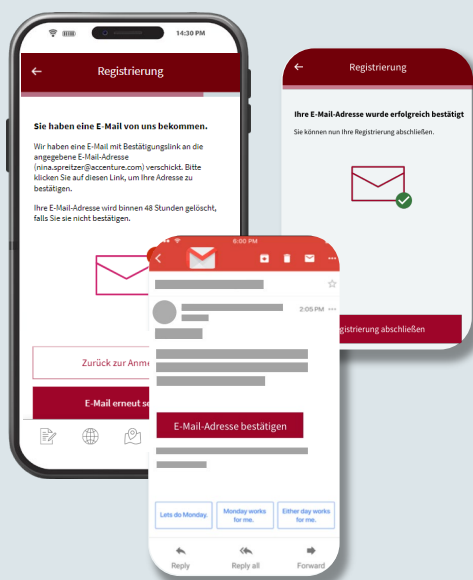 14:30 PM
Registrierung
Sie haben eine E-Mail von uns bekommen.
Wir haben eine E-Mail mit Bestätigungslink an die
angegebene E-Mail-Adresse
(nina.spreitzer@accenture.com) verschickt. Bitte
klicken Sie auf diesen Link, um Ihre Adresse zu
bestätigen.
Ihre E-Mail-Adresse wird binnen 48 Stunden gelöscht,
falls Sie sie nicht bestätigen.
Zurück zur Anme
E-Mail erneut se
Registrierung
Ihre E-Mail-Adresse wurde erfolgreich bestätigt
Sie können nun Ihre Registrierung abschließen.
gistrierung abschließen
6:00 PM
2:05 PM
E-Mail-Adresse bestätigen
Lets do Monday.
Monday works
for me.
Either day works
for me.
Reply
Reply all
Forward